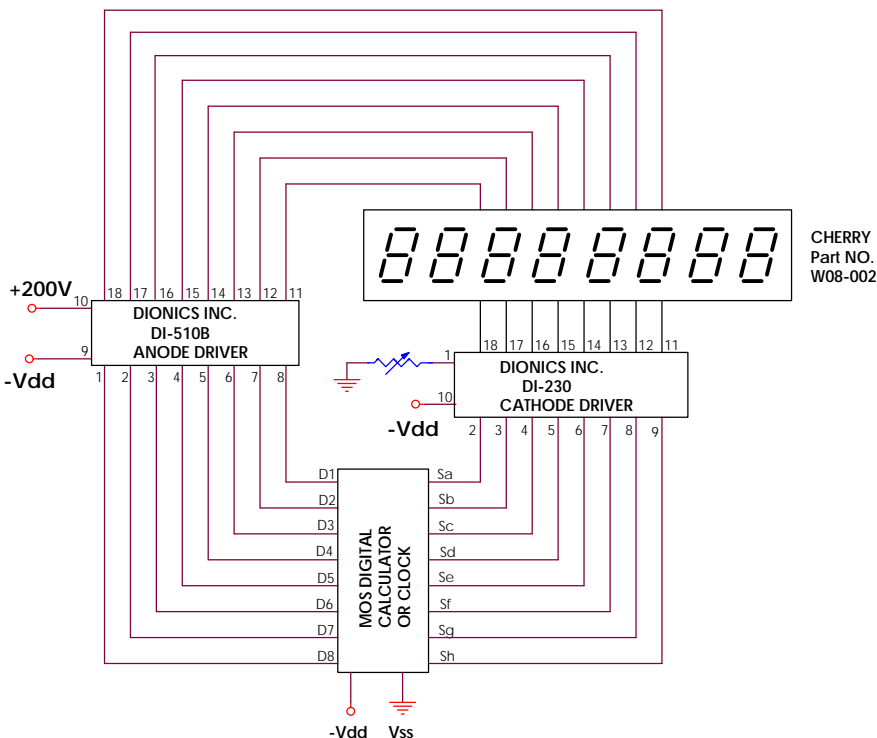 CHERRY
Part NO.
W08-002
+200V
10
18 17 16 15 14 13 12 11
DIONICS INC.
DI-510B
ANODE DRIVER
9
-Vdd
1 2 3 4 5 6 7 8
18 17 16 15 14 13 12 11
1
DIONICS INC.
DI-230
CATHODE DRIVER
10
-Vdd
2 3 4 5 6 7 8 9
88888888
D1 Sa
D2 Sb
D3 Sc
D4 Sd
D5 Se
D6 Sf
D7 Sg
D8 Sh
MOS DIGITAL
CALCULATOR
OR CLOCK
-Vdd Vss